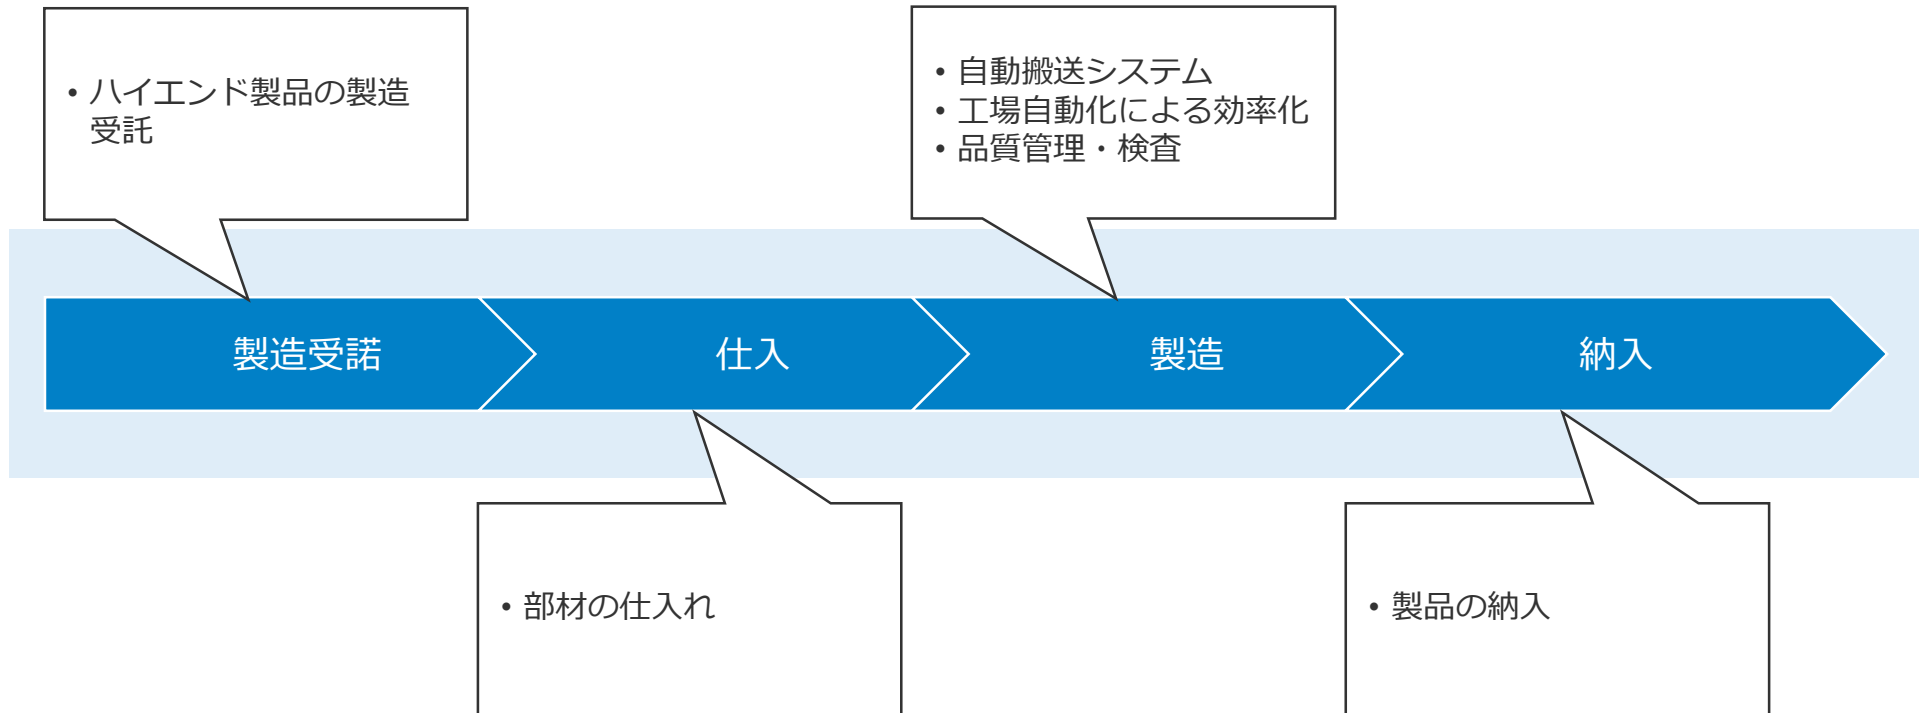 • ハイエンド製品の製造
受託
• 自動搬送システム
• 工場自動化による効率化
• 品質管理・検査
製造受諾
仕入
製造
納入
• 部材の仕入れ
• 製品の納入